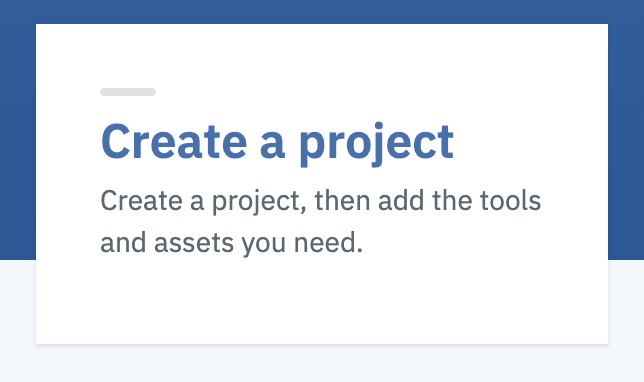 Create a project
Create a project, then add the tools
and assets you need.